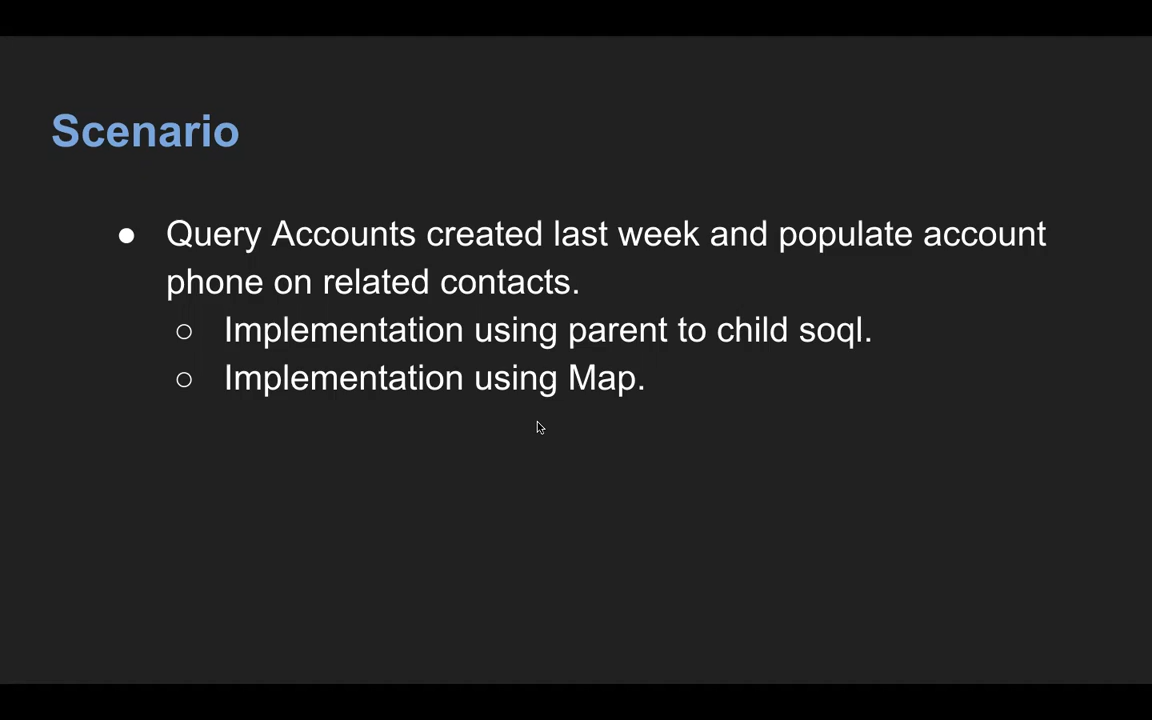 Scenario
● Query Accounts created last week and populate account
phone on related contacts.
○ Implementation using parent to child soql.
○ Implementation using Map.